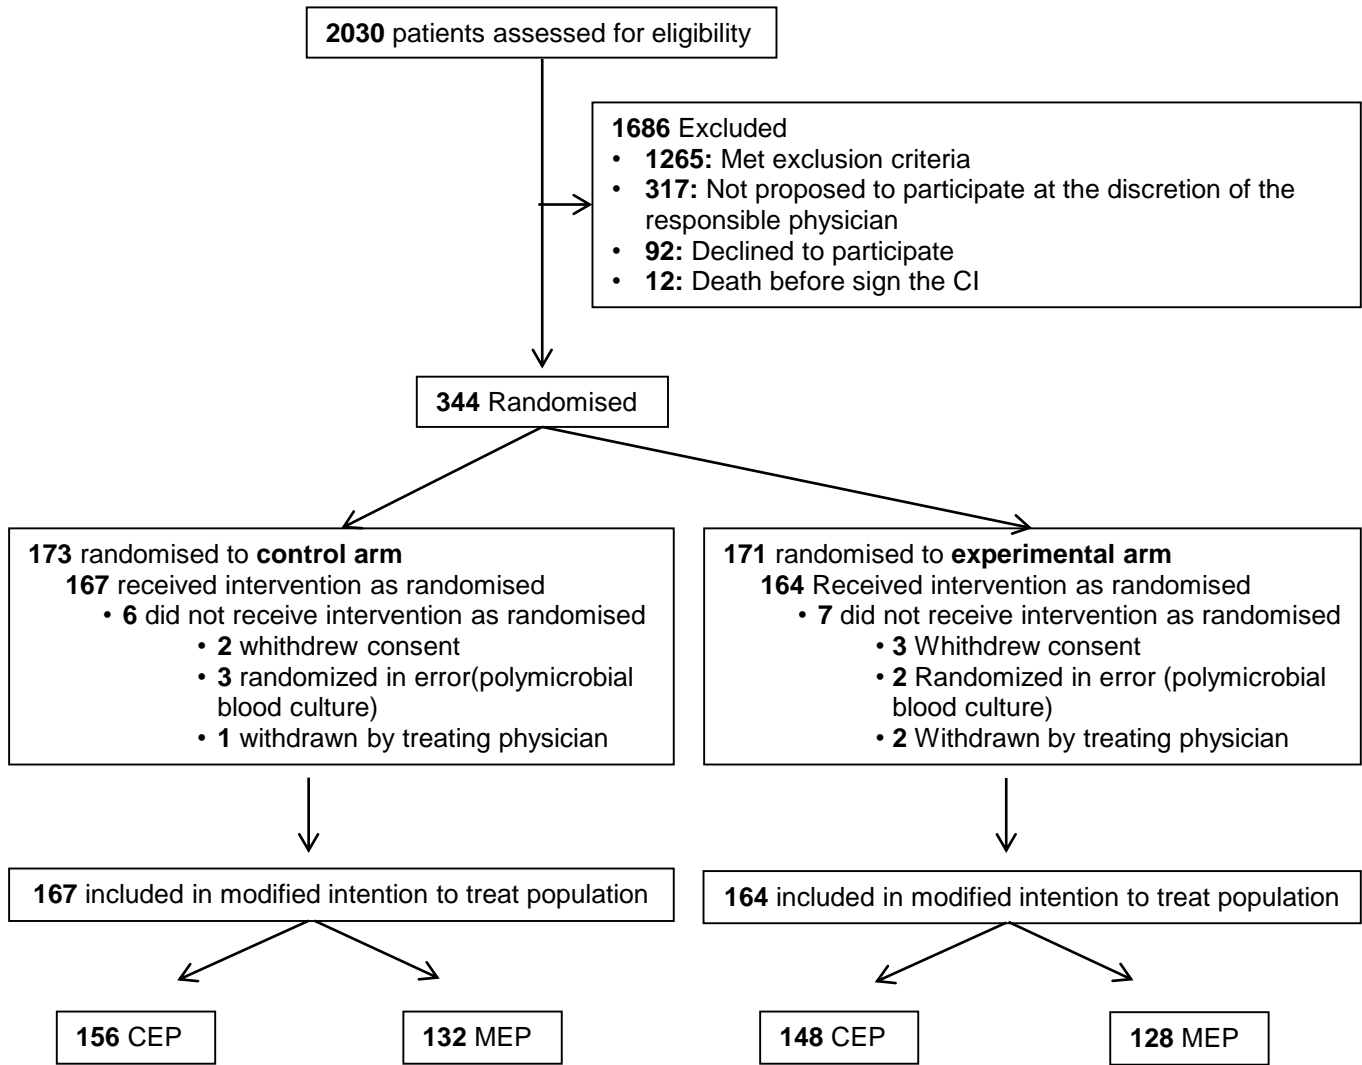 2030 patients assessed for eligibility
1686 Excluded
• 1265: Met exclusion criteria
• 317: Not proposed to participate at the discretion of the
responsible physician
• 92: Declined to participate
• 12: Death before sign the CI
344 Randomised
173 randomised to control arm
167 received intervention as randomised
• 6 did not receive intervention as randomised
• 2 whithdrew consent
• 3 randomized in error(polymicrobial
blood culture)
• 1 withdrawn by treating physician
171 randomised to experimental arm
164 Received intervention as randomised
• 7 did not receive intervention as randomised
• 3 Whithdrew consent
• 2 Randomized in error (polymicrobial
blood culture)
• 2 Withdrawn by treating physician
167 included in modified intention to treat population
164 included in modified intention to treat population
156 CEP
132 MEP
148 CEP
128 MEP